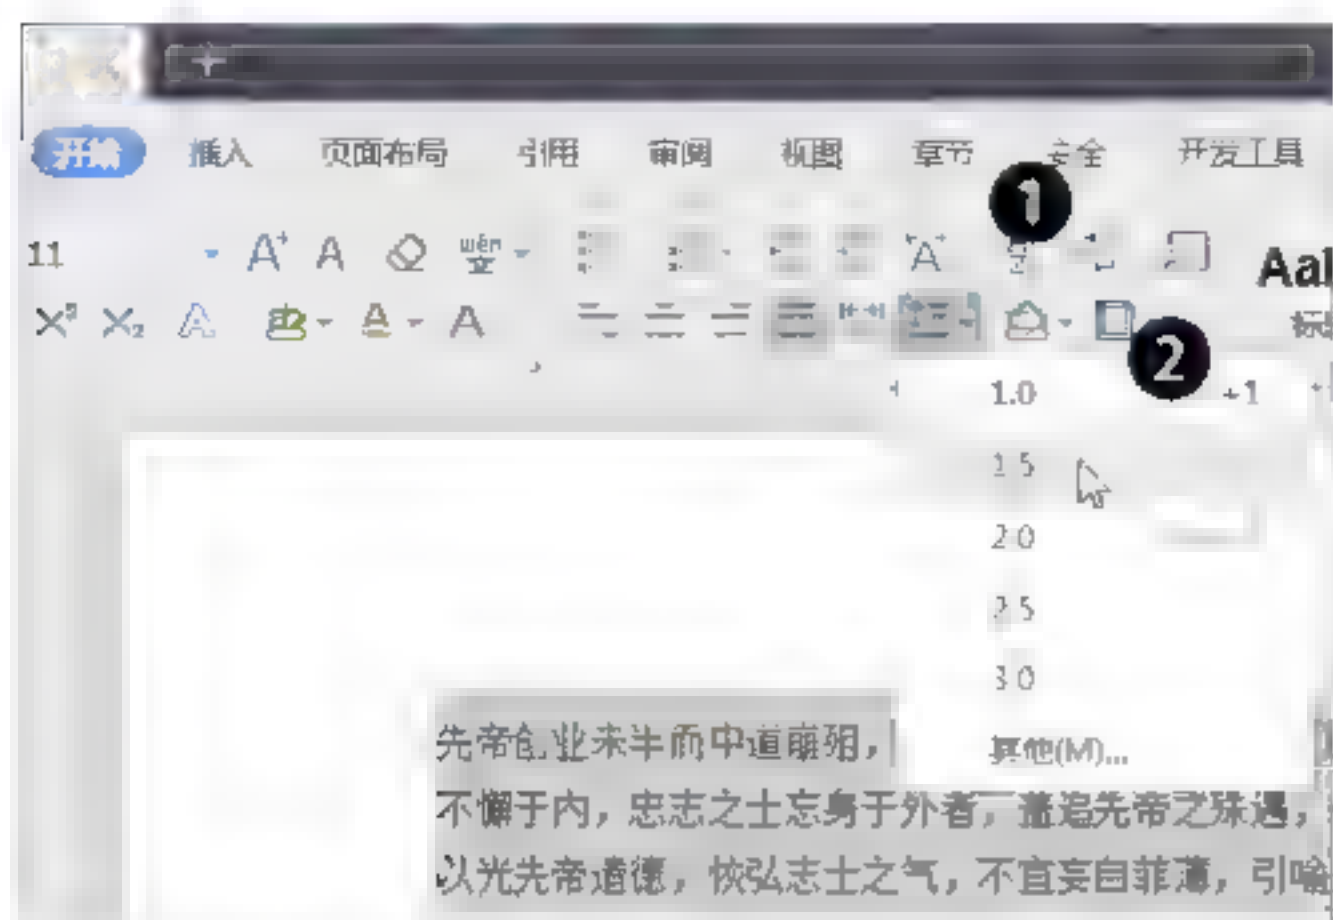 开始 插入 页面布局 引用 审阅 视图 章节 安全 开发工具
1
11 A+ A wén A
Aa
X² X₂ A A A
2
1.0
1.5
2.0
2.5
3.0
其他(M)...
先帝创业未半而中道崩殂，
不懈于内，忠志之士忘身于外者，盖追先帝之殊遇，
以光先帝遗德，恢弘志士之气，不宜妄自菲薄，引喻